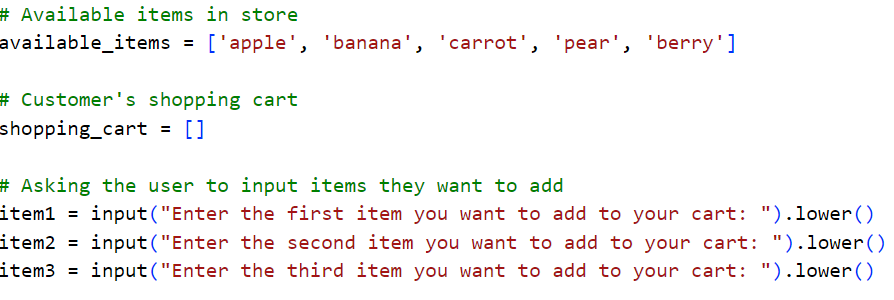 # Available items in store
available_items = ['apple', 'banana', 'carrot', 'pear', 'berry']
# Customer's shopping cart
shopping_cart = []
# Asking the user to input items they want to add
item1 = input("Enter the first item you want to add to your cart: ").lower()
item2 = input("Enter the second item you want to add to your cart: ").lower()
item3 = input("Enter the third item you want to add to your cart: ").lower()